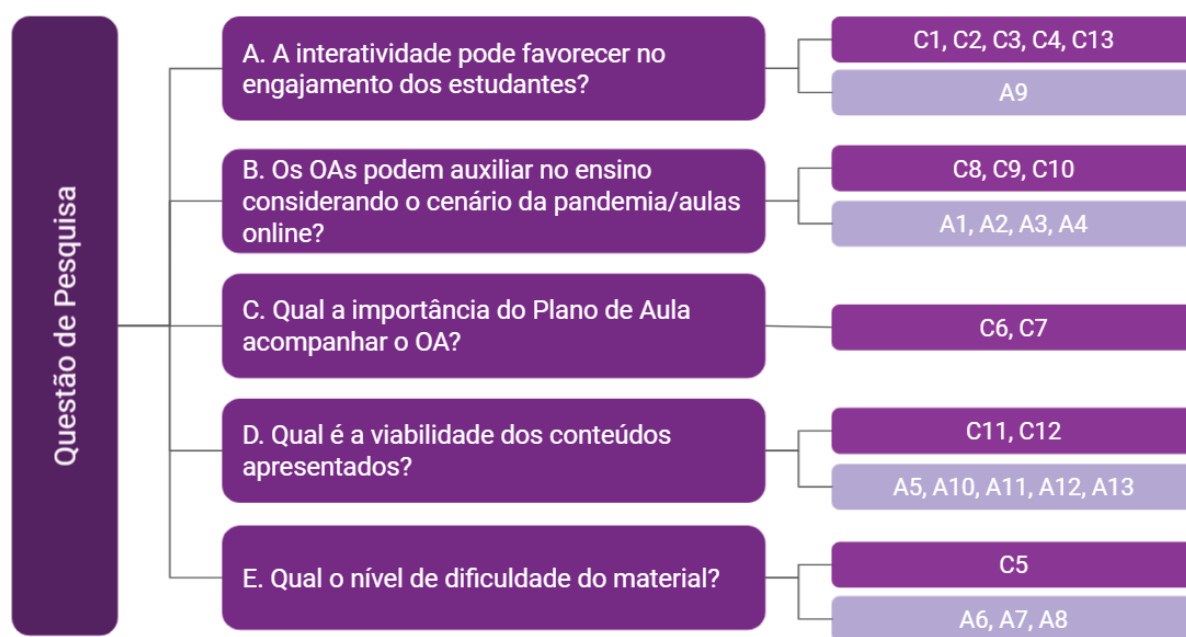 Questão de Pesquisa
A. A interatividade pode favorecer no
engajamento dos estudantes?
C1, C2, C3, C4, C13
A9
B. Os OAs podem auxiliar no ensino
considerando o cenário da pandemia/aulas
online?
C8, C9, C10
A1, A2, A3, A4
C. Qual a importância do Plano de Aula
acompanhar o OA?
C6, C7
D. Qual é a viabilidade dos conteúdos
apresentados?
C11, C12
A5, A10, A11, A12, A13
E. Qual o nível de dificuldade do material?
C5
A6, A7, A8